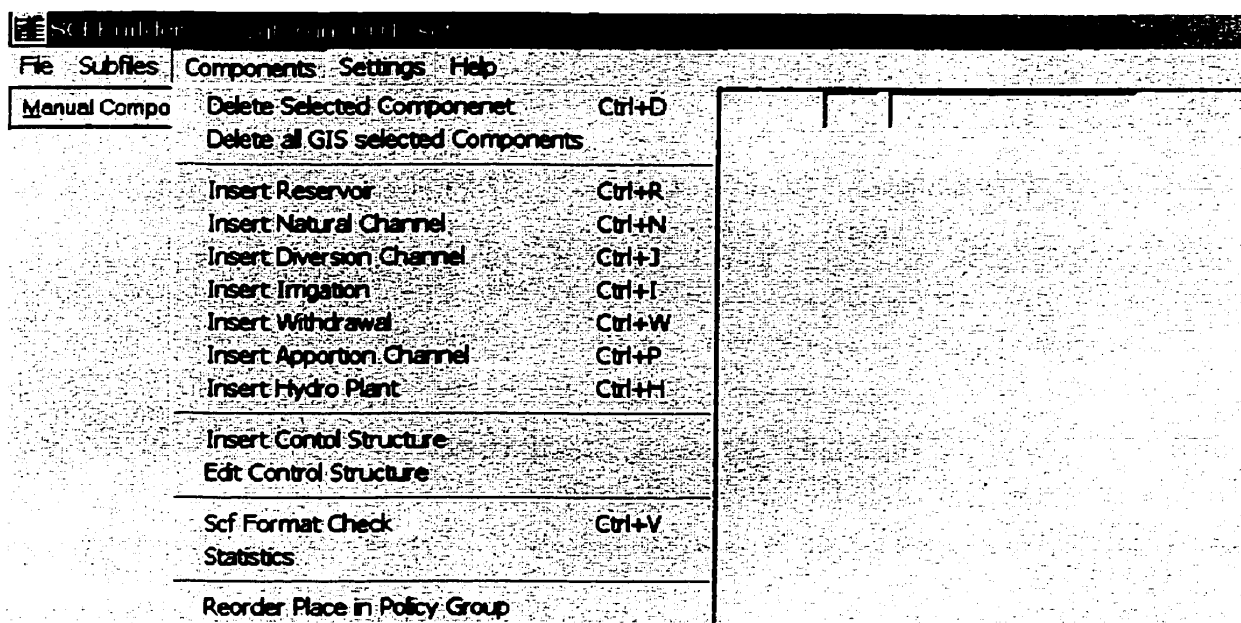 SCF Builder
File Subfiles Components Settings Help
Manual Compo
Delete Selected Componenet Ctrl+D
Delete all GIS selected Components
Insert Reservoir Ctrl+R
Insert Natural Channel Ctrl+N
Insert Diversion Channel Ctrl+J
Insert Irrigation Ctrl+I
Insert Withdrawal Ctrl+W
Insert Apportion Channel Ctrl+P
Insert Hydro Plant Ctrl+H
Insert Contol Structure
Edit Control Structure
Scf Format Check Ctrl+V
Statistics
Reorder Place in Policy Group